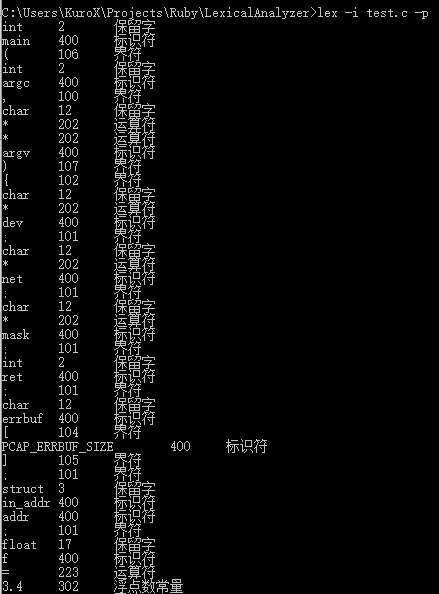 C:\Users\KuroX\Projects\Ruby\LexicalAnalyzer>lex -i test.c -p
int 2 保留字
main 400 标识符
( 106 界符
int 2 保留字
argc 400 标识符
, 100 界符
char 12 保留字
* 202 运算符
* 202 运算符
argv 400 标识符
) 107 界符
{ 102 界符
char 12 保留字
* 202 运算符
dev 400 标识符
; 101 界符
char 12 保留字
* 202 运算符
net 400 标识符
; 101 界符
char 12 保留字
* 202 运算符
mask 400 标识符
; 101 界符
int 2 保留字
ret 400 标识符
; 101 界符
char 12 保留字
errbuf 400 标识符
[ 104 界符
PCAP_ERRBUF_SIZE 400 标识符
] 105 界符
; 101 界符
struct 3 保留字
in_addr 400 标识符
addr 400 标识符
; 101 界符
float 17 保留字
f 400 标识符
= 223 运算符
3.4 302 浮点数常量